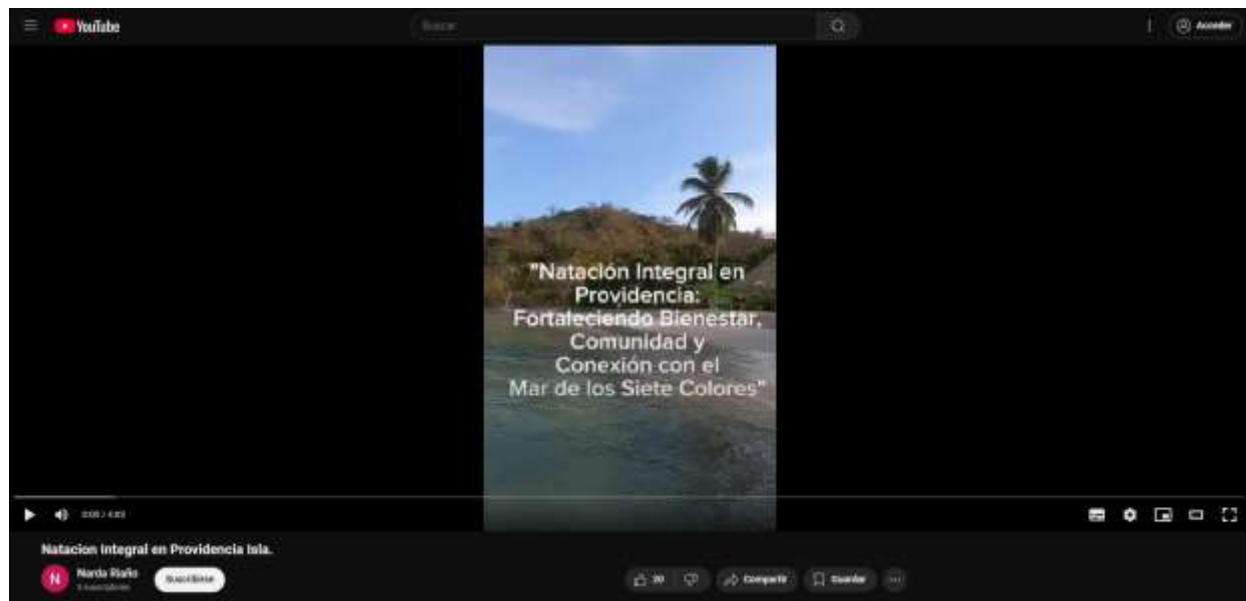 YouTube
Buscar
Acceder
"Natación Integral en
Providencia:
Fortaleciendo Bienestar,
Comunidad y
Conexión con el
Mar de los Siete Colores"
Natacion Integral en Providencia Isla.
N
Narda Riaño
Suscribirse
20
Compartir
Guardar